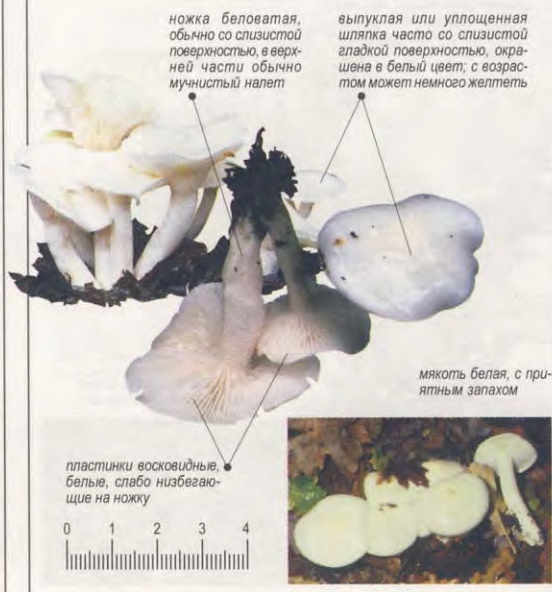 ножка беловатая,
обычно со слизистой
поверхностью, в верх-
ней части обычно
мучнистый налет
выпуклая или уплощенная
шляпка часто со слизистой
гладкой поверхностью, окра-
шена в белый цвет; с возрас-
том может немного желтеть
мякоть белая, с при-
ятным запахом
пластинки восковидные,
белые, слабо низбегаю-
щие на ножку
0 1 2 3 4